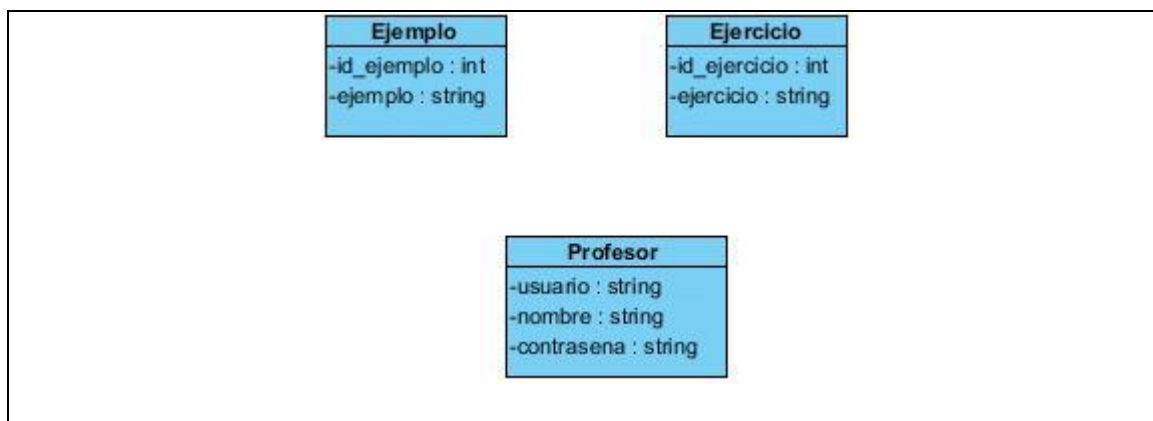 Ejemplo
-id_ejemplo : int
-ejemplo : string
Ejercicio
-id_ejercicio : int
-ejercicio : string
Profesor
-usuario : string
-nombre : string
-contrasena : string